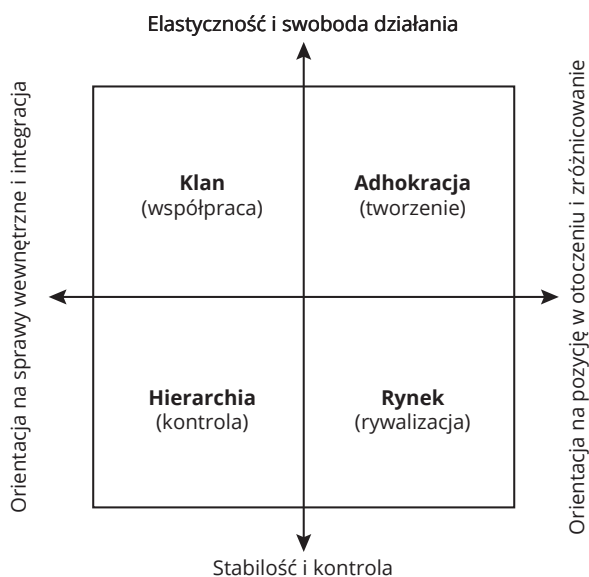 Elastyczność i swoboda działania
Orientacja na sprawy wewnętrzne i integracja
Orientacja na pozycję w otoczeniu i zróżnicowanie
Klan
(współpraca)
Adhokracja
(tworzenie)
Hierarchia
(kontrola)
Rynek
(rywalizacja)
Stabilość i kontrola